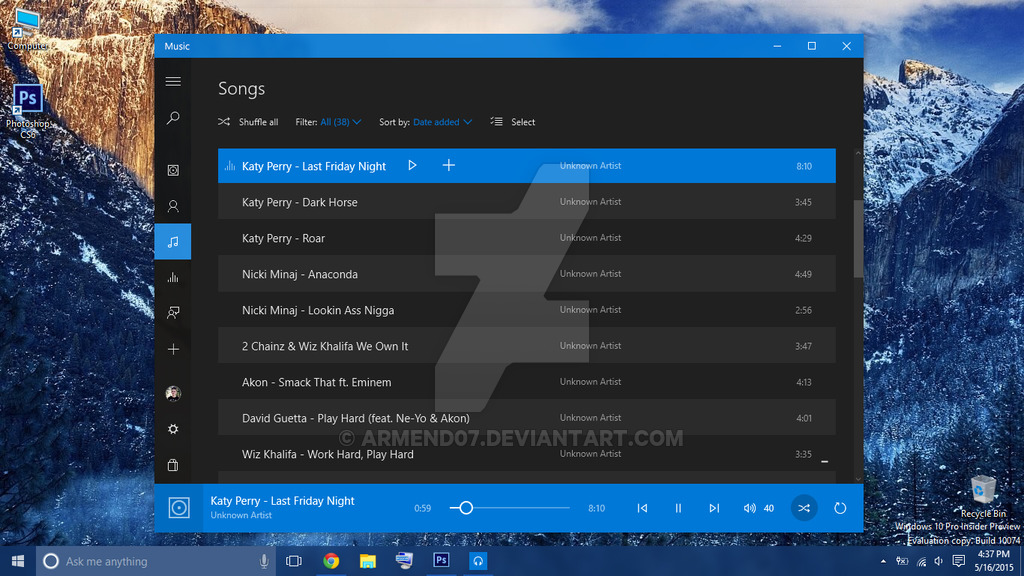 Computer
Ps
Photoshop
CS6
Music
Songs
Shuffle all
Filter: All (38)
Sort by: Date added
Select
Katy Perry - Last Friday Night Unknown Artist 8:10
Katy Perry - Dark Horse Unknown Artist 3:45
Katy Perry - Roar Unknown Artist 4:29
Nicki Minaj - Anaconda Unknown Artist 4:49
Nicki Minaj - Lookin Ass Nigga Unknown Artist 2:56
2 Chainz & Wiz Khalifa We Own It Unknown Artist 3:47
Akon - Smack That ft. Eminem Unknown Artist 4:13
David Guetta - Play Hard (feat. Ne-Yo & Akon) Unknown Artist 4:01
© ARMEND07.DEVIANTART.COM
Wiz Khalifa - Work Hard, Play Hard Unknown Artist 3:35
Katy Perry - Last Friday Night
Unknown Artist
0:59
8:10
40
Recycle Bin
Windows 10 Pro Insider Preview
Evaluation copy. Build 10074
Ask me anything
Ps
4:37 PM
5/16/2015